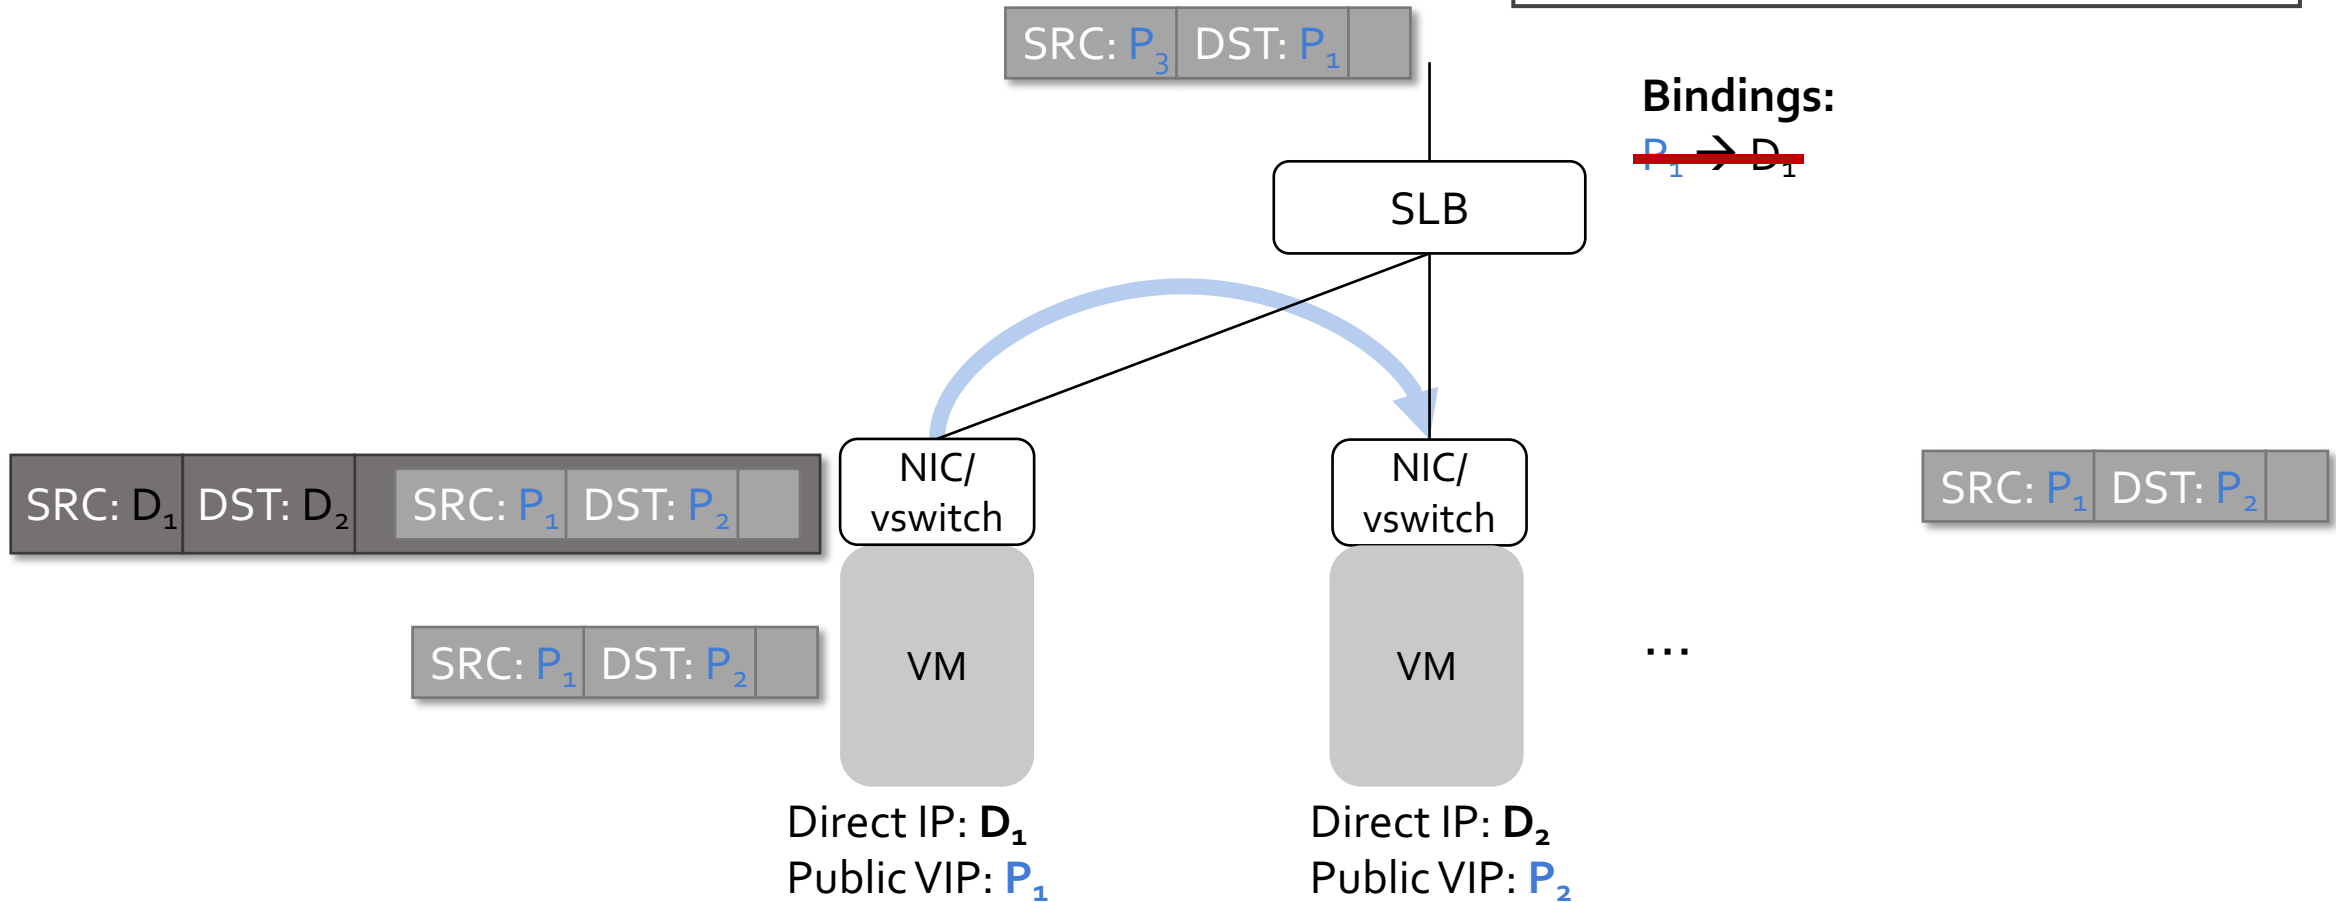 SRC: P₃ DST: P₁
Bindings:
P₁ → D₁
SLB
NIC/
vswitch
NIC/
vswitch
SRC: D₁ DST: D₂ SRC: P₁ DST: P₂
SRC: P₁ DST: P₂
SRC: P₁ DST: P₂
VM
VM
...
Direct IP: D₁
Public VIP: P₁
Direct IP: D₂
Public VIP: P₂